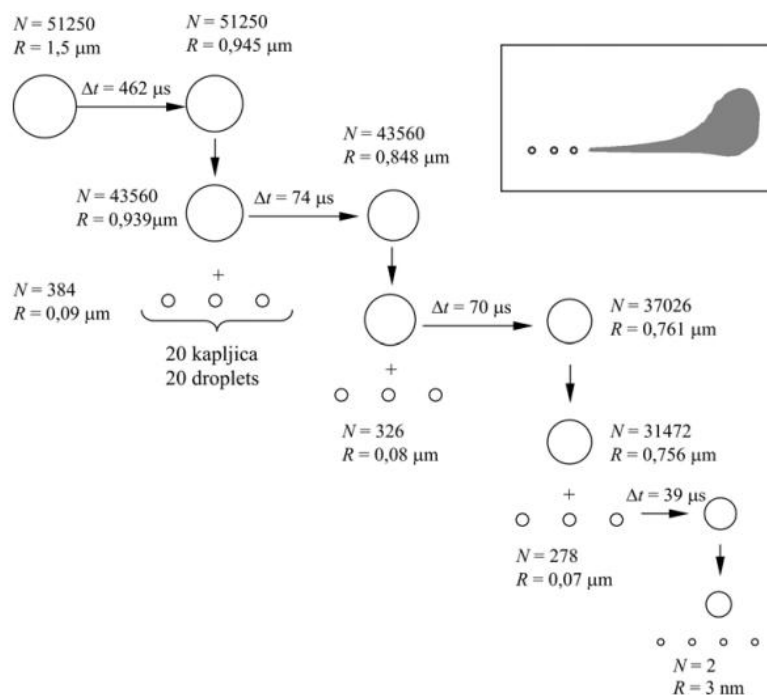 N = 51250
R = 1,5 µm
N = 51250
R = 0,945 µm
Δt = 462 µs
N = 43560
R = 0,848 µm
N = 43560
R = 0,939µm
Δt = 74 µs
+
N = 384
R = 0,09 µm
20 kapljica
20 droplets
Δt = 70 µs
N = 37026
R = 0,761 µm
+
N = 326
R = 0,08 µm
N = 31472
R = 0,756 µm
+
Δt = 39 µs
N = 278
R = 0,07 µm
N = 2
R = 3 nm